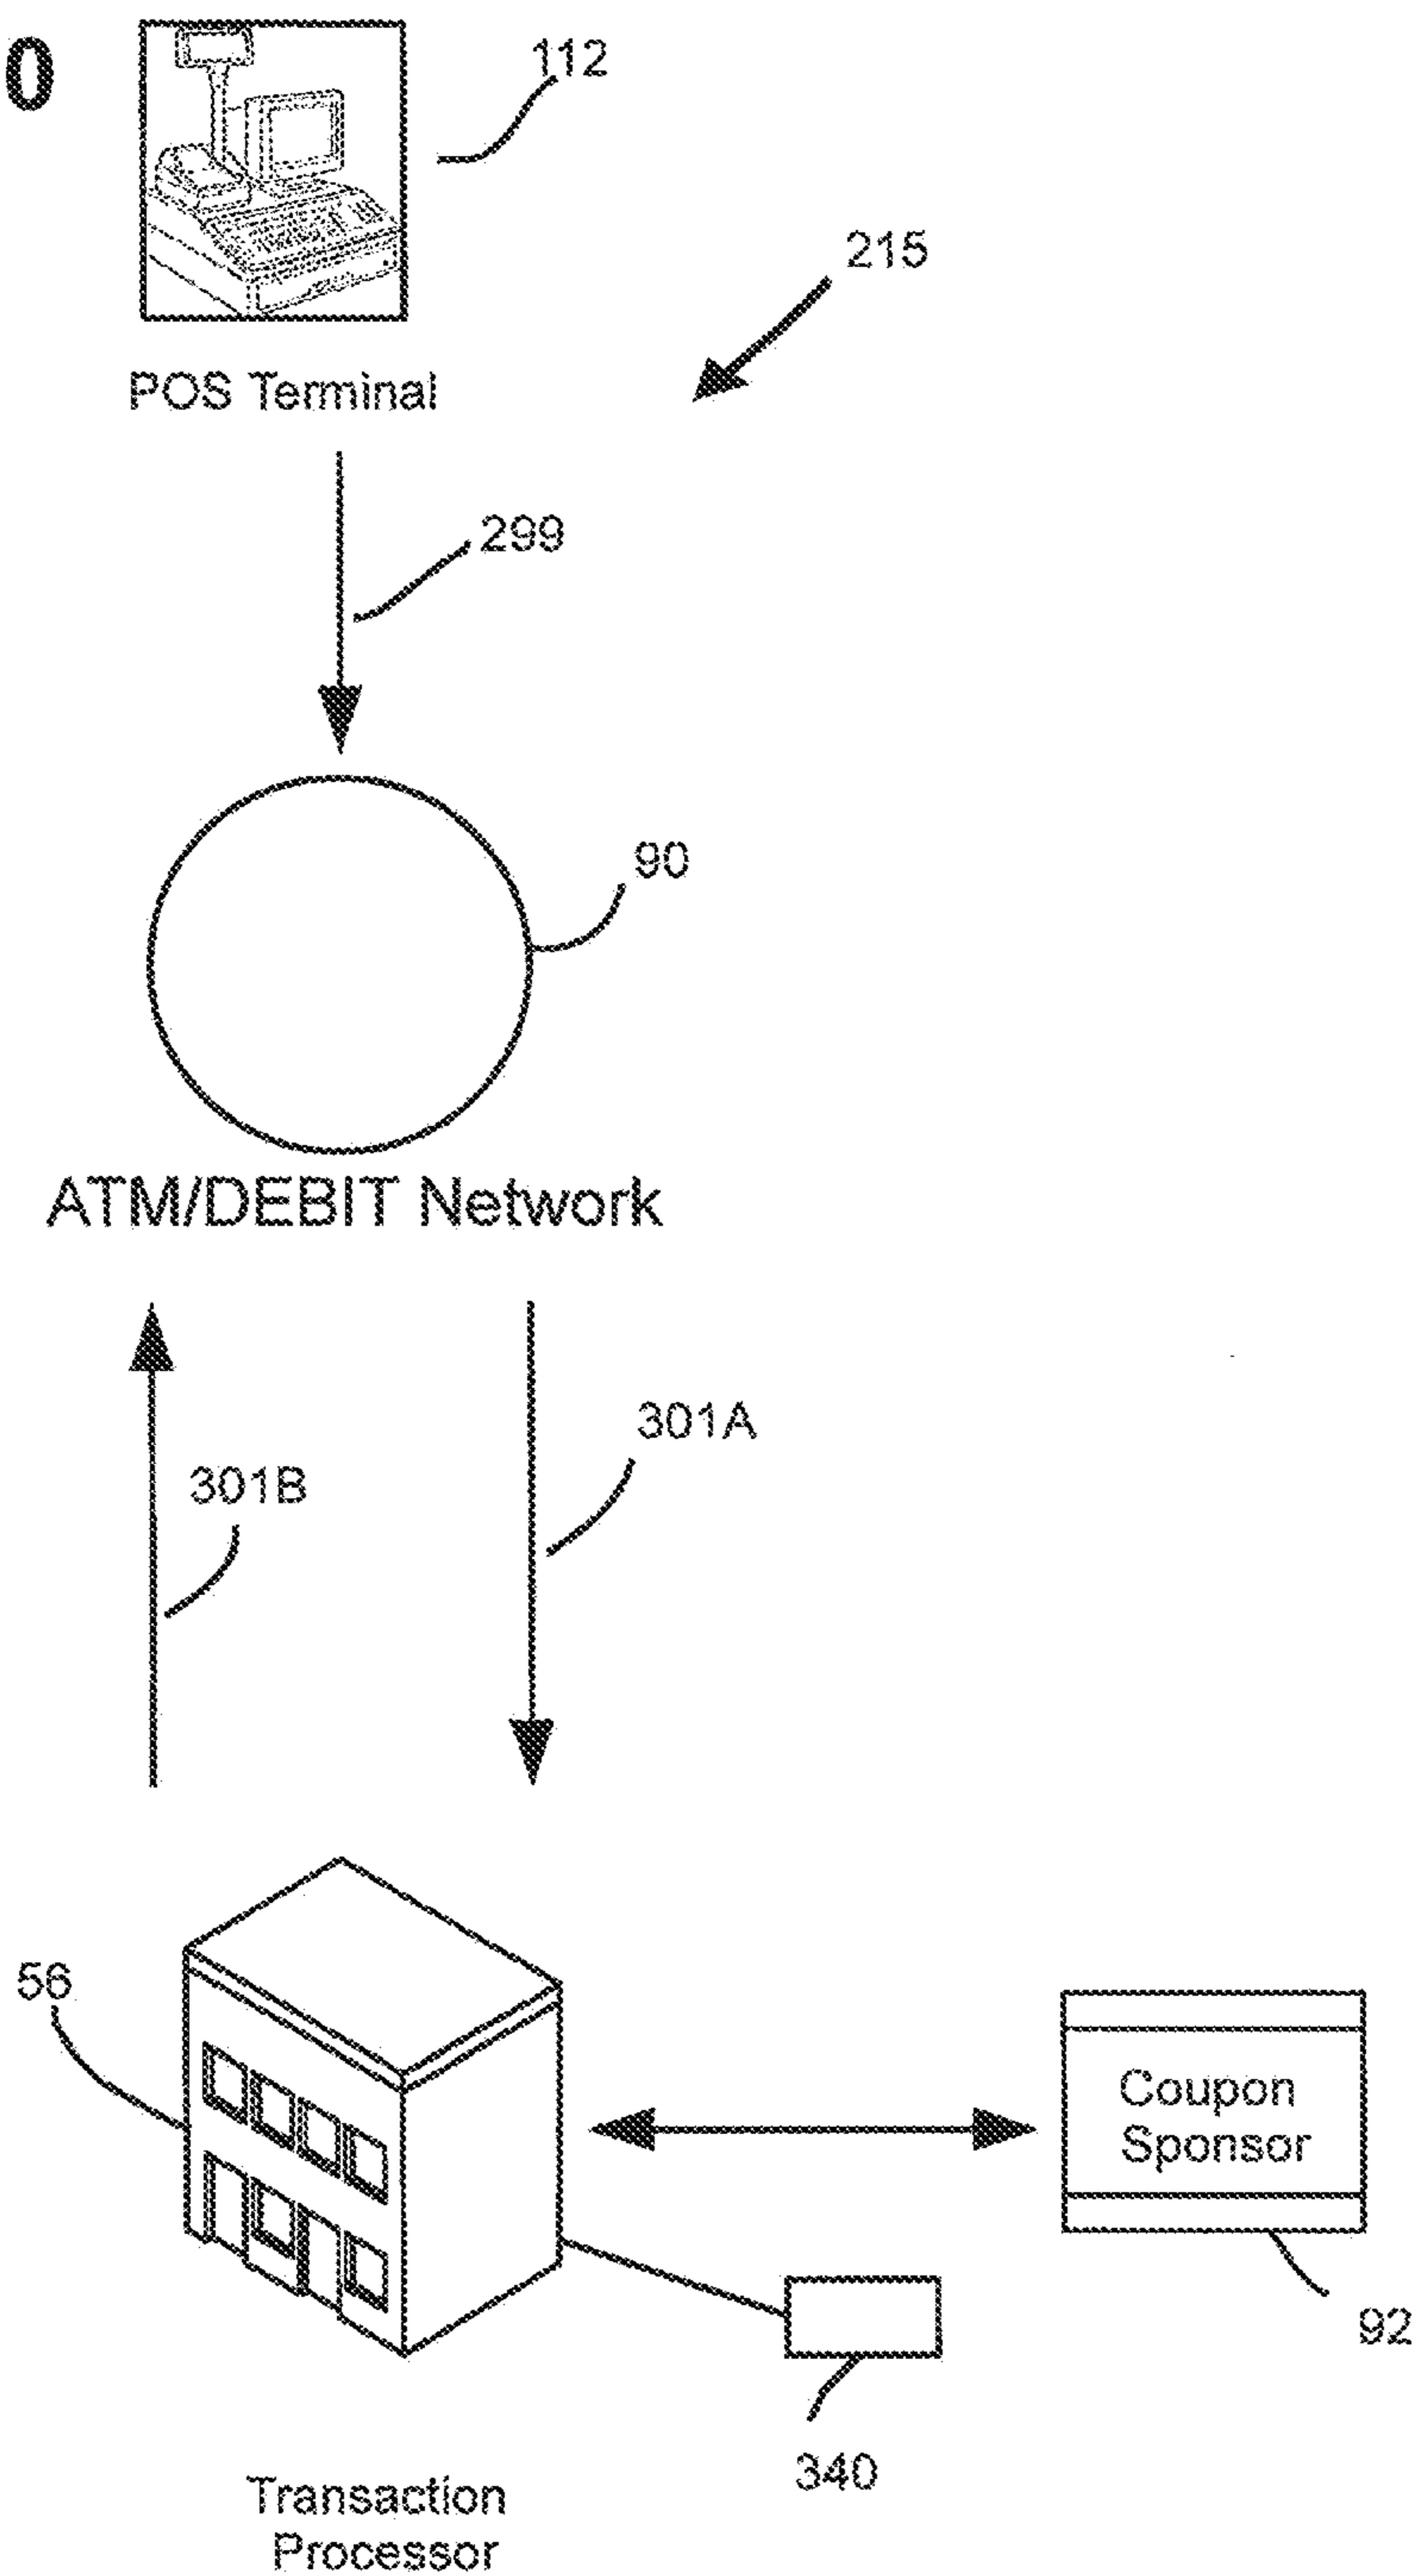 0
112
215
POS Terminal
299
90
ATM/DEBIT Network
301A
301B
56
Coupon
Sponsor
92
340
Transaction
Processor